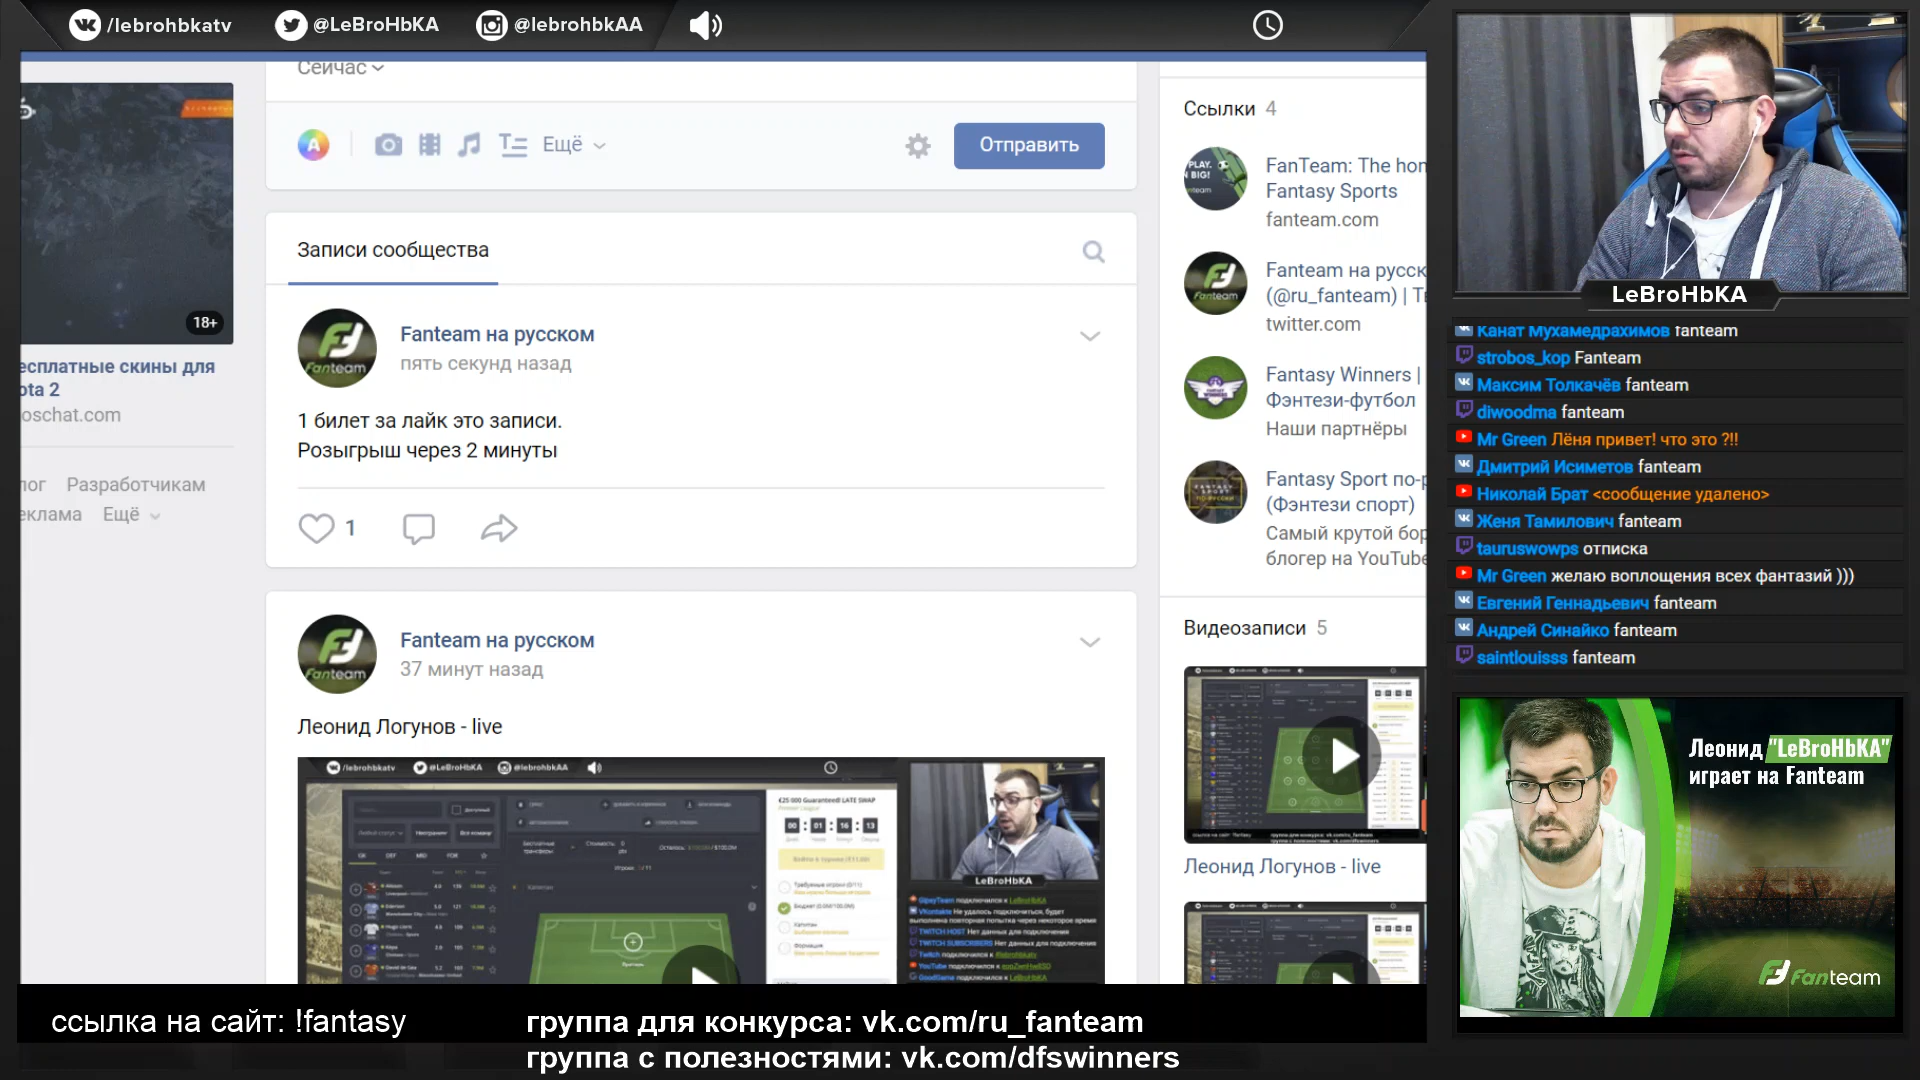 /lebrohbkatv
@LeBroHbKA
@lebrohbkAA
Сейчас
Ещё
Отправить
18+
есплатные скины для
ota 2
oschat.com
лог Разработчикам
еклама Ещё
Записи сообщества
Fanteam на русском
пять секунд назад
1 билет за лайк это записи.
Розыгрыш через 2 минуты
1
Fanteam на русском
37 минут назад
Леонид Логунов - live
Ссылки 4
FanTeam: The hon
Fantasy Sports
fanteam.com
Fanteam на русск
(@ru_fanteam) | Т
twitter.com
Fantasy Winners |
Фэнтези-футбол
Наши партнёры
Fantasy Sport по-р
(Фэнтези спорт)
Самый крутой бор
блогер на YouTube
Видеозаписи 5
Леонид Логунов - live
LeBroHbKA
Канат Мухамедрахимов fanteam
strobos_kop Fanteam
Максим Толкачёв fanteam
diwoodma fanteam
Mr Green Лёня привет! что это ?!!
Дмитрий Исиметов fanteam
Николай Брат <сообщение удалено>
Женя Тамилович fanteam
tauruswowps отписка
Mr Green желаю воплощения всех фантазий )))
Евгений Геннадьевич fanteam
Андрей Синайко fanteam
saintlouisss fanteam
Леонид "LeBroHbKA"
играет на Fanteam
Fanteam
ссылка на сайт: !fantasy
группа для конкурса: vk.com/ru_fanteam
группа с полезностями: vk.com/dfswinners